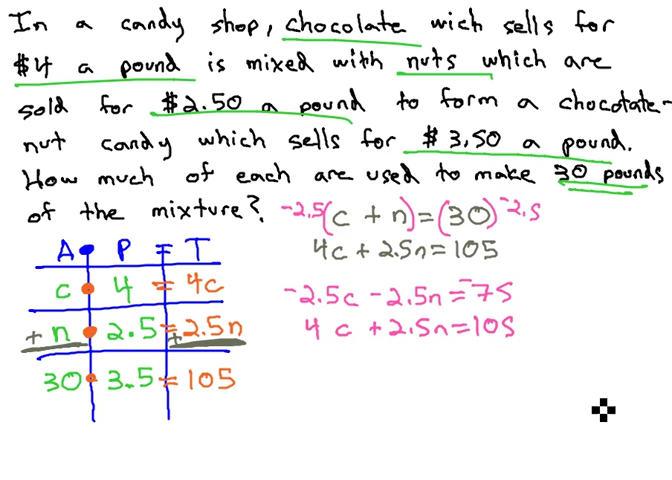 In a candy shop, chocolate wich sells for
$4 a pound is mixed with nuts which are
sold for $2.50 a pound to form a chocotate-
nut candy which sells for $3.50 a pound.
How much of each are used to make 30 pounds
of the mixture?
-2.5(c + n) = (30)-2.5
4c + 2.5n = 105
A • P = T
c • 4 = 4c
+ n • 2.5 = + 2.5n
30 • 3.5 = 105
-2.5c - 2.5n = -75
4c + 2.5n = 105